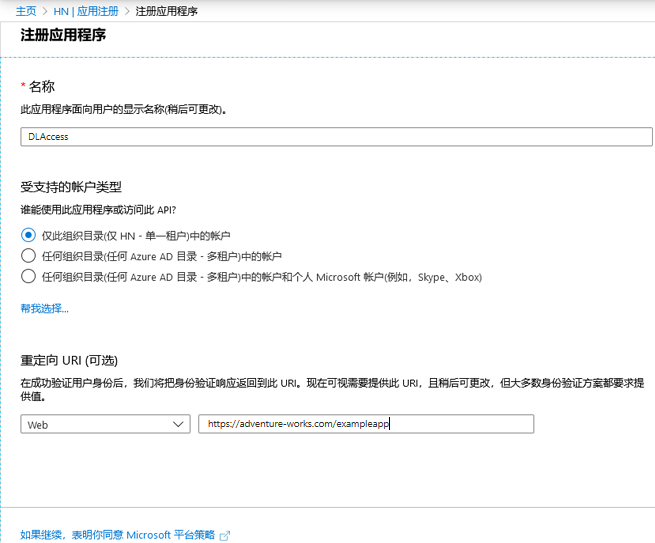 主页 > HN | 应用注册 > 注册应用程序
注册应用程序
* 名称
此应用程序面向用户的显示名称(稍后可更改)。
DLAccess
受支持的帐户类型
谁能使用此应用程序或访问此 API?
仅此组织目录(仅 HN - 单一租户)中的帐户
任何组织目录(任何 Azure AD 目录 - 多租户)中的帐户
任何组织目录(任何 Azure AD 目录 - 多租户)中的帐户和个人 Microsoft 帐户(例如，Skype、Xbox)
帮我选择...
重定向 URI (可选)
在成功验证用户身份后，我们将把身份验证响应返回到此 URI。现在可视需要提供此 URI，且稍后可更改，但大多数身份验证方案都要求提
供值。
Web
https://adventure-works.com/exampleapp
如果继续，表明你同意 Microsoft 平台策略